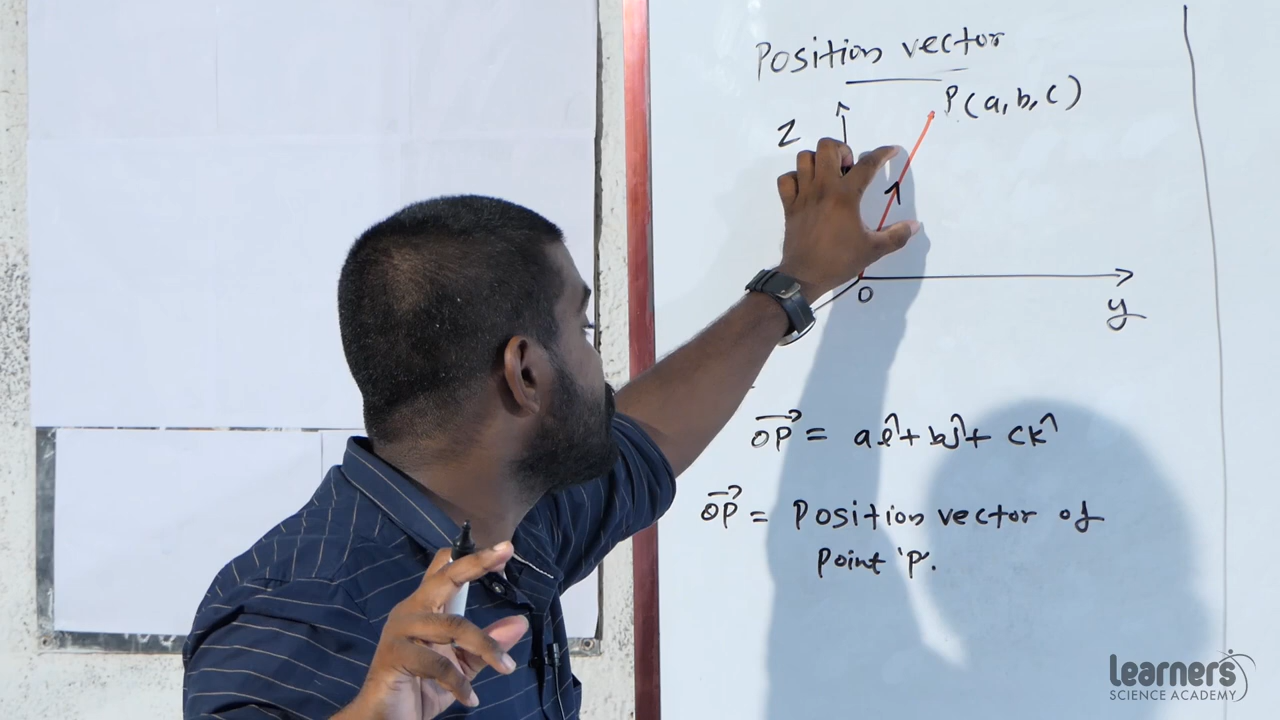 Position vector
P(a,b,c)
Z
O
y
OP = aî + bĵ + ck̂
OP = Position vector of
Point 'P'.
Learners
SCIENCE ACADEMY